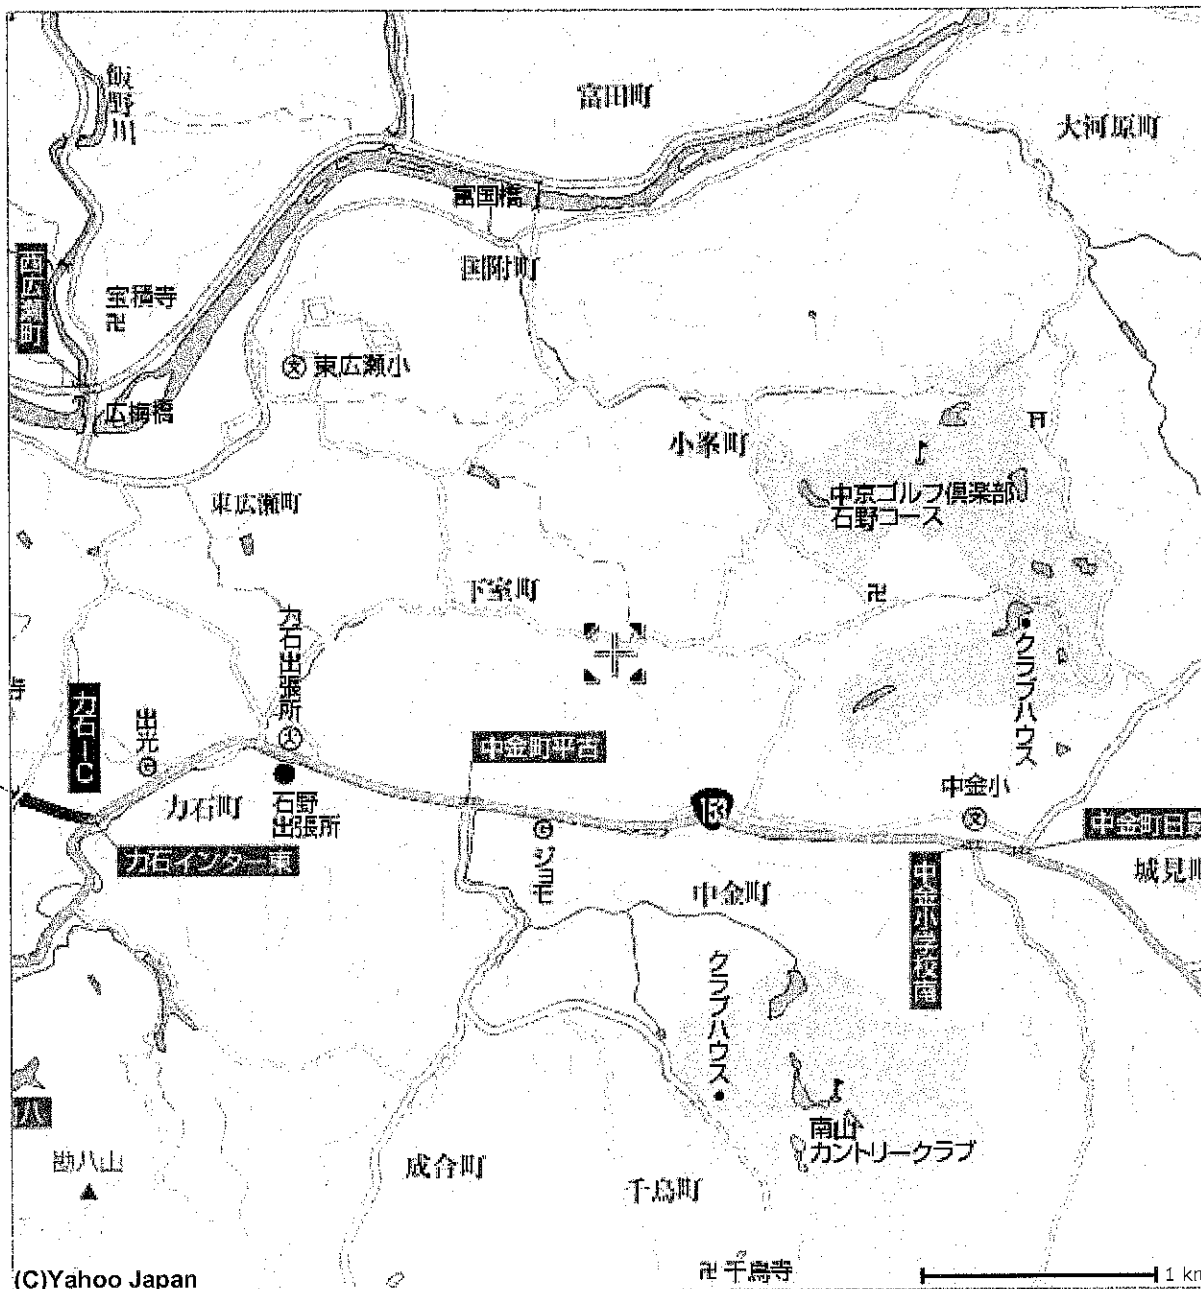 飯野川
富田町
大河原町
富国橋
国附町
西広瀬町
宝積寺
東広瀬小
広梅橋
小峯町
中京ゴルフ倶楽部
石野コース
東広瀬町
下室町
力石出張所
クラブハウス
寺
力石IC
出光
中金町平古
力石町
石野
出張所
153
中金小
ジョモ
力石インター東
中金町
城見町
中金小学校南
クラブハウス
八
勘八山
成合町
千鳥町
南山
カントリークラブ
千鳥寺
(C)Yahoo Japan
1 km